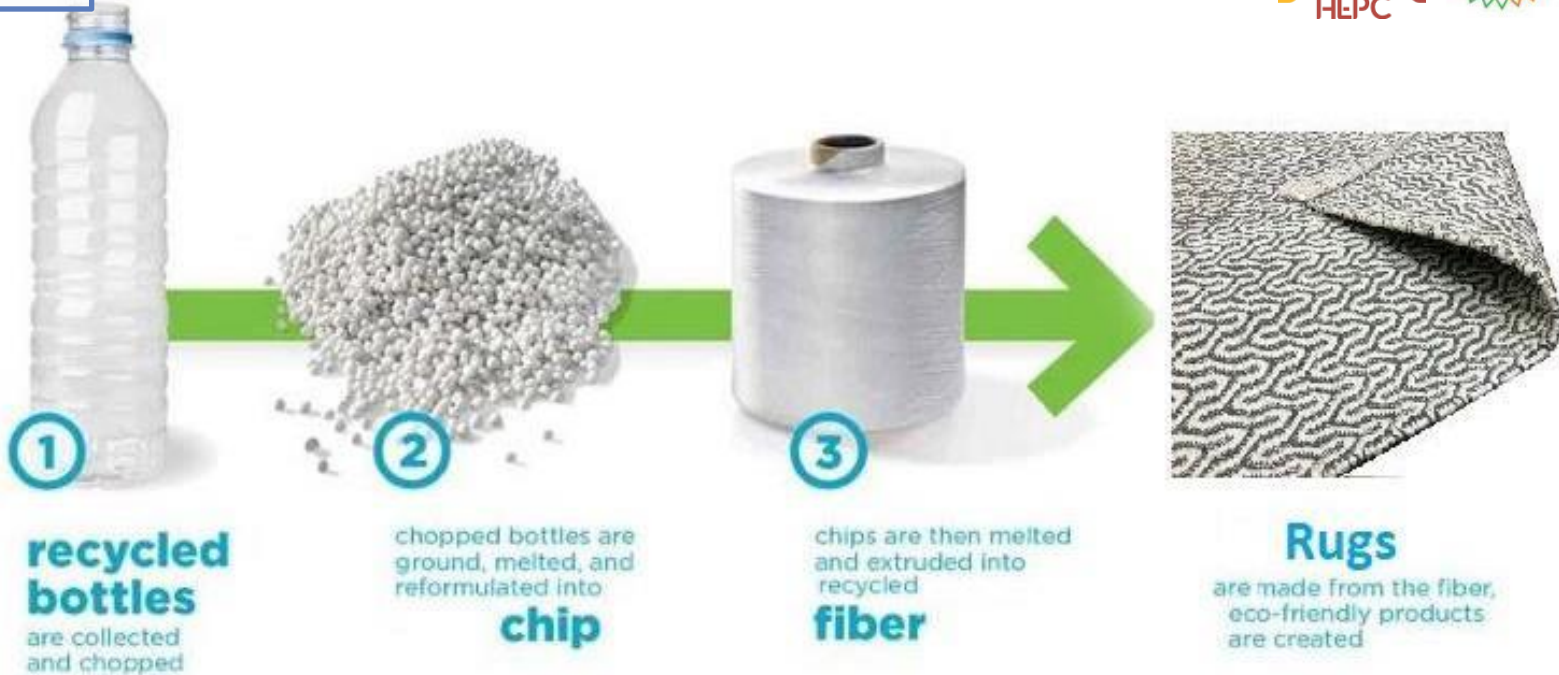 HEPC
1
recycled
bottles
are collected
and chopped
2
chopped bottles are
ground, melted, and
reformulated into
chip
3
chips are then melted
and extruded into
recycled
fiber
Rugs
are made from the fiber,
eco-friendly products
are created